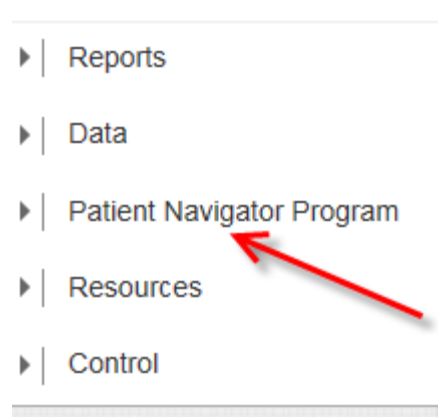 Reports
Data
Patient Navigator Program
Resources
Control